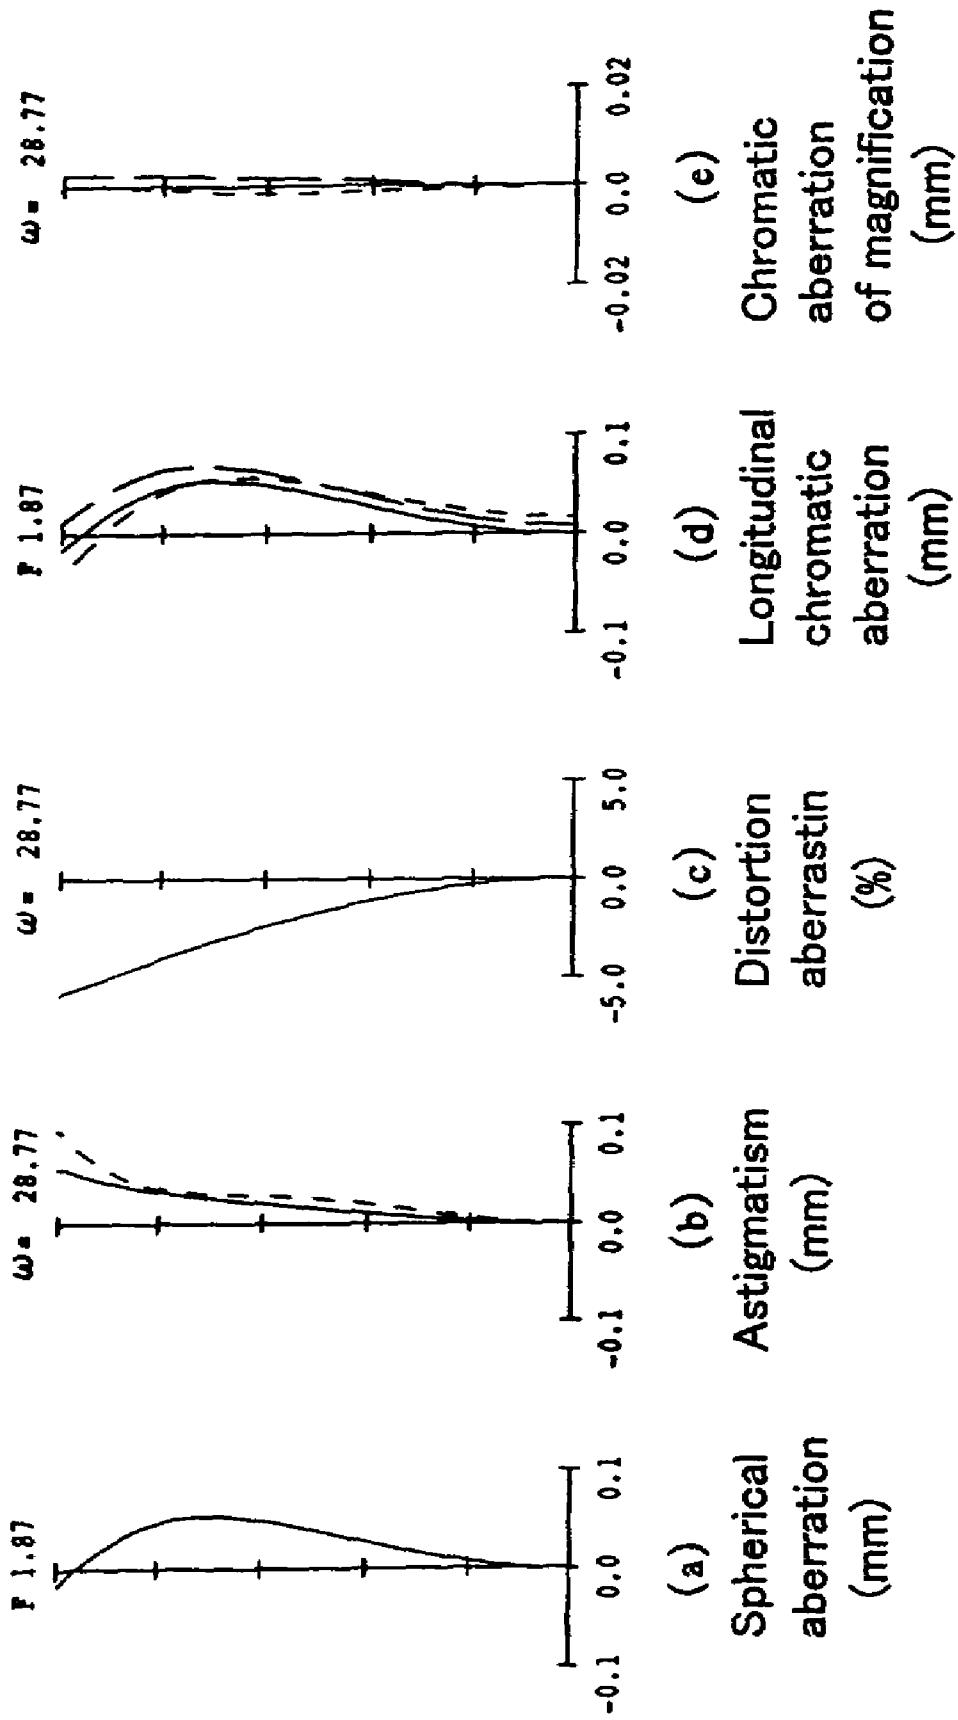 F 1.87
-0.1 0.0 0.1
(a)
Spherical
aberration
(mm)
ω= 28.77
-0.1 0.0 0.1
(b)
Astigmatism
(mm)
ω= 28.77
-5.0 0.0 5.0
(c)
Distortion
aberrastin
(%)
F 1.87
-0.1 0.0 0.1
(d)
Longitudinal
chromatic
aberration
(mm)
ω= 28.77
-0.02 0.0 0.02
(e)
Chromatic
aberration
of magnification
(mm)